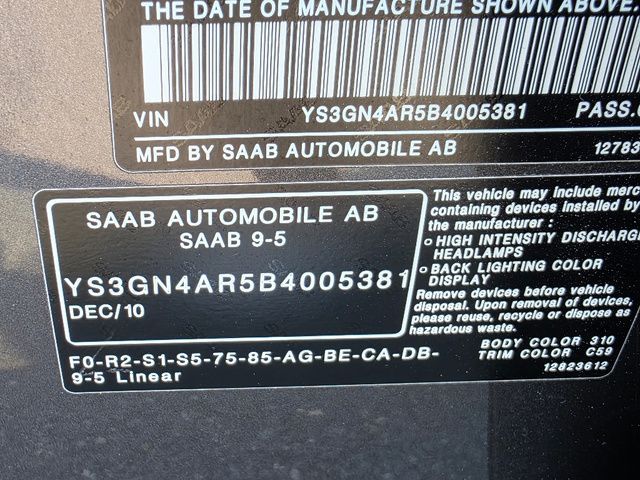 THE DATE OF MANUFACTURE SHOWN ABOVE.
VIN YS3GN4AR5B4005381 PASS.
MFD BY SAAB AUTOMOBILE AB 12783
SAAB AUTOMOBILE AB
SAAB 9-5
YS3GN4AR5B4005381
DEC/10
F0-R2-S1-S5-75-85-AG-BE-CA-DB-
9-5 Linear
This vehicle may include merc
containing devices installed by
the manufacturer :
o HIGH INTENSITY DISCHARGE
HEADLAMPS
o BACK LIGHTING COLOR
DISPLAY
Remove devices before vehicle
disposal. Upon removal of devices,
please reuse, recycle or dispose as
hazardous waste.
BODY COLOR 310
TRIM COLOR C59
12823612